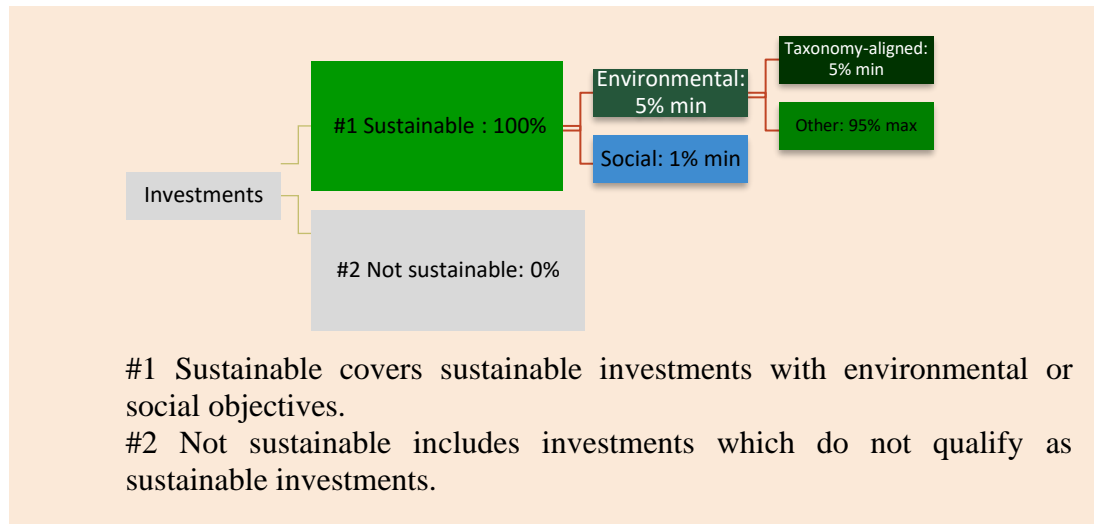 Taxonomy-aligned:
5% min
Environmental:
5% min
#1 Sustainable : 100%
Other: 95% max
Social: 1% min
Investments
#2 Not sustainable: 0%
#1 Sustainable covers sustainable investments with environmental or
social objectives.
#2 Not sustainable includes investments which do not qualify as
sustainable investments.